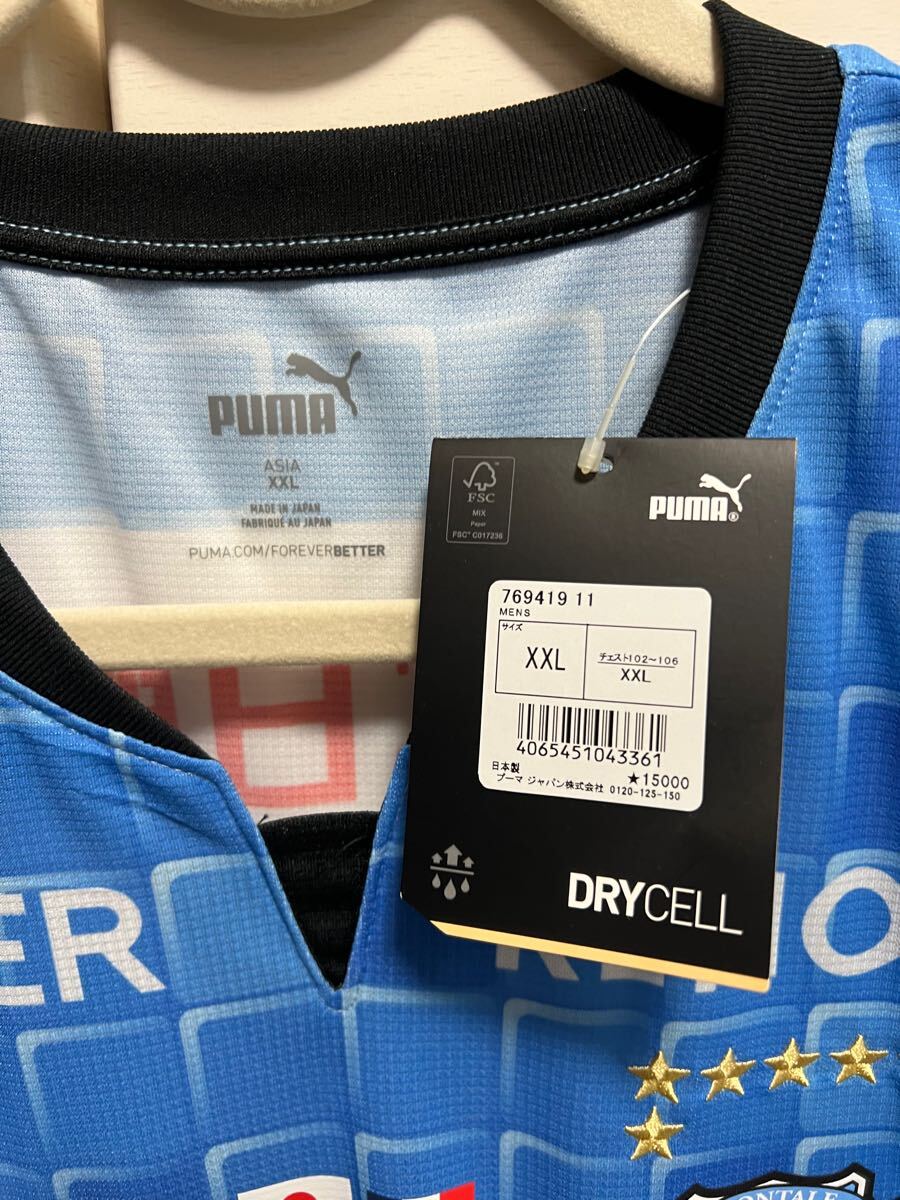 PUMA
ASIA
XXL
MADE IN JAPAN
FABRIQUE AU JAPAN
PUMA.COM/FOREVERBETTER
FSC
MIX
Paper
FSC® C017236
PUMA®
769419 11
MENS
サイズ
XXL
チェスト102~106
XXL
4065451043361
日本製
★15000
プーマ ジャパン株式会社 0120-125-150
DRYCELL
ER